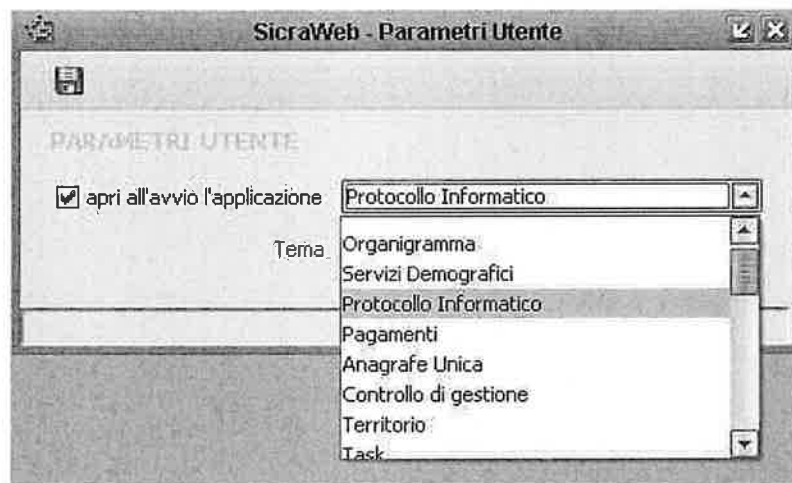 SicraWeb - Parametri Utente
PARAMETRI UTENTE
apri all'avvio l'applicazione Protocollo Informatico
Tema
Organigramma
Servizi Demografici
Protocollo Informatico
Pagamenti
Anagrafe Unica
Controllo di gestione
Territorio
Task